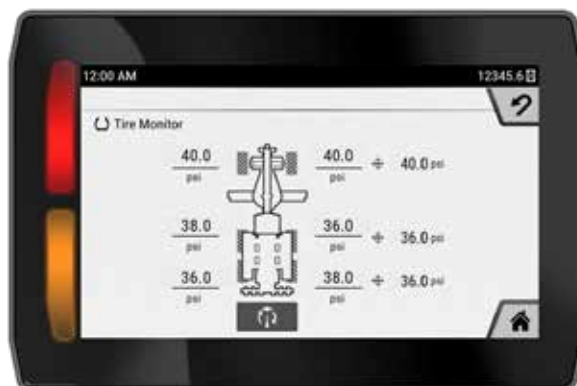 12:00 AM 12345.6
Tire Monitor
40.0 psi 40.0 psi 40.0 psi
38.0 psi 36.0 psi 36.0 psi
36.0 psi 38.0 psi 36.0 psi